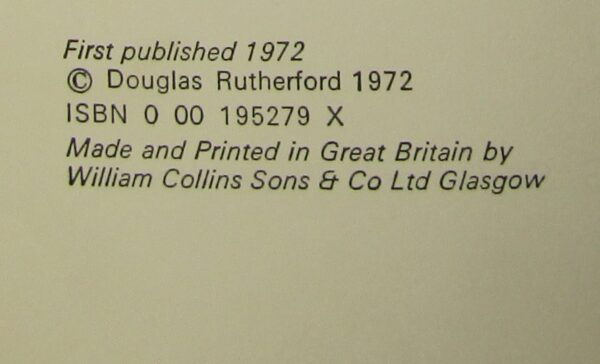 First published 1972
© Douglas Rutherford 1972
ISBN 0 00 195279 X
Made and Printed in Great Britain by
William Collins Sons & Co Ltd Glasgow